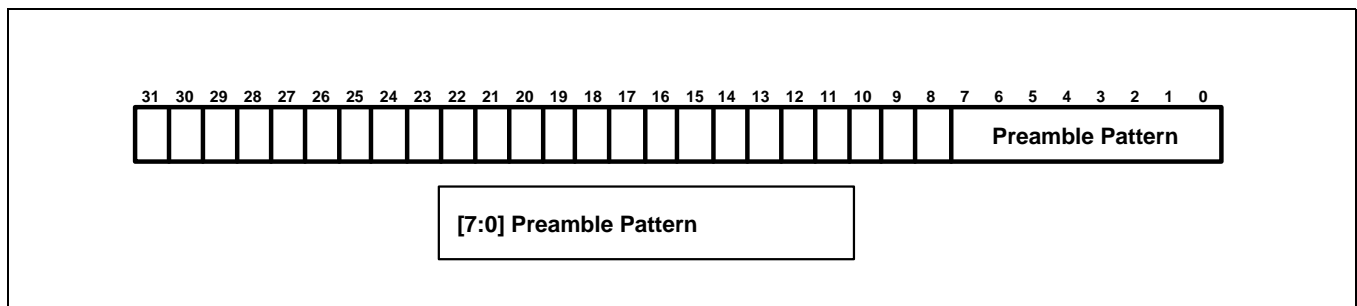 31 30 29 28 27 26 25 24 23 22 21 20 19 18 17 16 15 14 13 12 11 10 9 8 7 6 5 4 3 2 1 0
Preamble Pattern
[7:0] Preamble Pattern